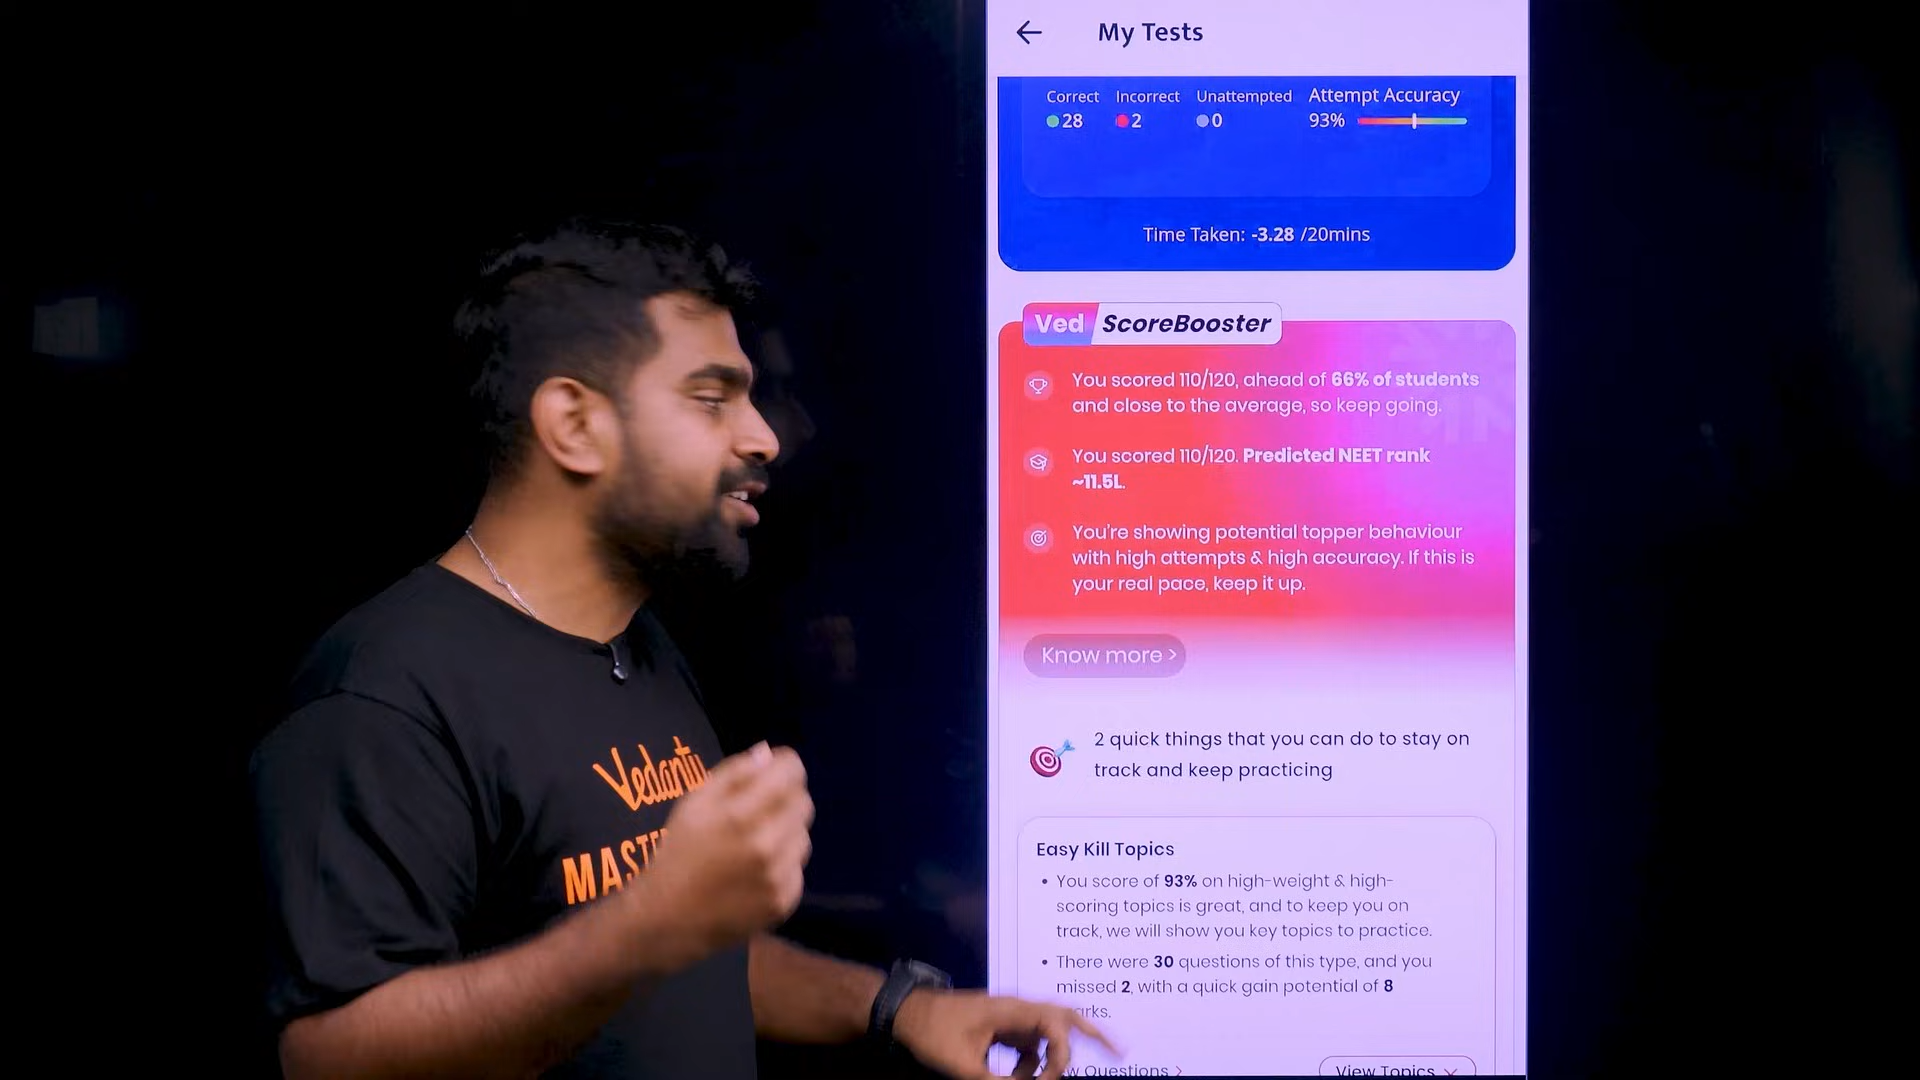 My Tests
Correct Incorrect Unattempted Attempt Accuracy
28 2 0 93%
Time Taken: -3.28 /20mins
Ved ScoreBooster
You scored 110/120, ahead of 66% of students
and close to the average, so keep going.
You scored 110/120. Predicted NEET rank
~11.5L.
You're showing potential topper behaviour
with high attempts & high accuracy. If this is
your real pace, keep it up.
Know more >
2 quick things that you can do to stay on
track and keep practicing
Easy Kill Topics
• You score of 93% on high-weight & high-
scoring topics is great, and to keep you on
track, we will show you key topics to practice.
• There were 30 questions of this type, and you
missed 2, with a quick gain potential of 8
Questions >
View Topics
Vedantu